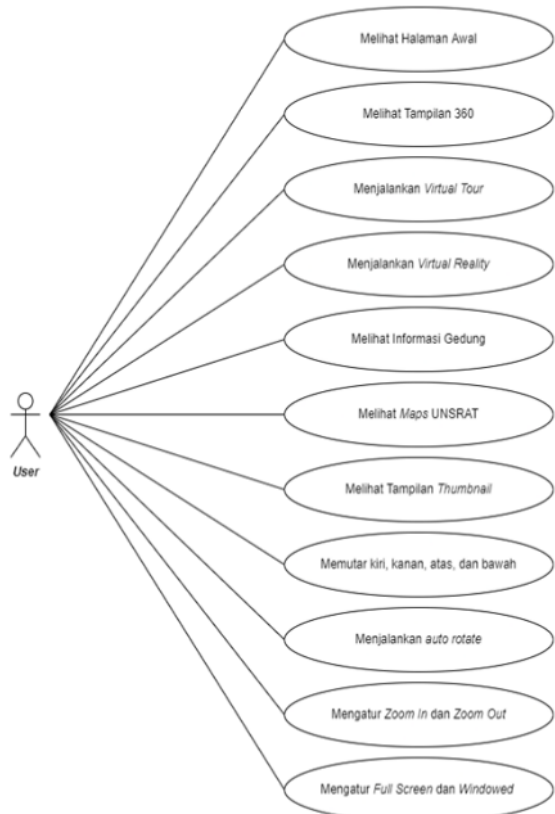 Melihat Halaman Awal
Melihat Tampilan 360
Menjalankan Virtual Tour
Menjalankan Virtual Reality
Melihat Informasi Gedung
Melihat Maps UNSRAT
User
Melihat Tampilan Thumbnail
Memutar kiri, kanan, atas, dan bawah
Menjalankan auto rotate
Mengatur Zoom In dan Zoom Out
Mengatur Full Screen dan Windowed